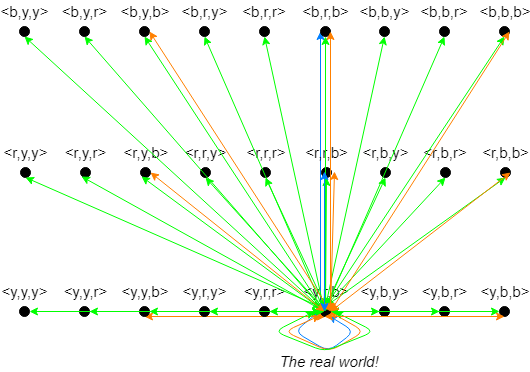 <b,y,y> <b,y,r> <b,y,b> <b,r,y> <b,r,r> <b,r,b> <b,b,y> <b,b,r> <b,b,b>
<r,y,y> <r,y,r> <r,y,b> <r,r,y> <r,r,r> <r,r,b> <r,b,y> <r,b,r> <r,b,b>
<y,y,y> <y,y,r> <y,y,b> <y,r,y> <y,r,r> <y,r,b> <y,b,y> <y,b,r> <y,b,b>
The real world!